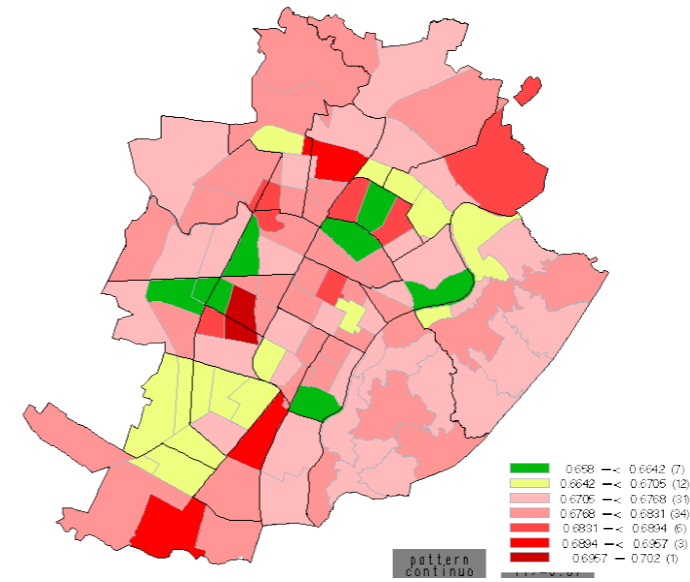 0.658 –< 0.6642 (7)
0.6642 –< 0.6705 (12)
0.6705 –< 0.6768 (31)
0.6768 –< 0.6831 (34)
0.6831 –< 0.6894 (6)
0.6894 –< 0.6957 (3)
0.6957 – 0.702 (1)
pattern
continuo